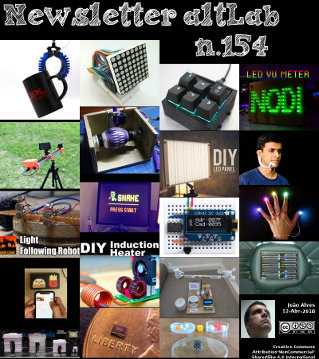 Newsletter altLab
n.154
LED VU METER
NODI
DIY
LED PANEL
SNAKE
PRESS START
Light
Following Robot
DIY Induction
Heater
João Alves
12-Abr-2018
LIBERTY
Creative Commons
Attribution-NonCommercial-
ShareAlike 4.0 International